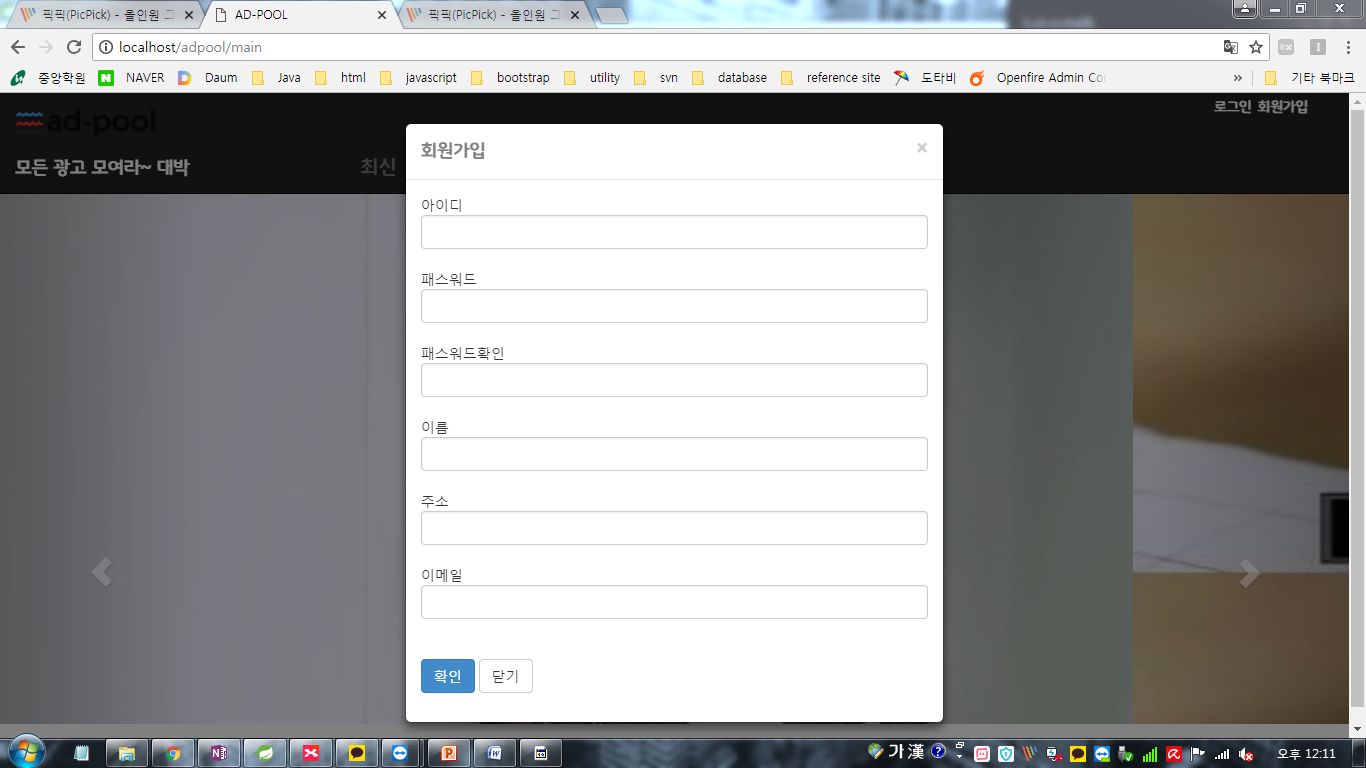 픽픽(PicPick) - 올인원 그
AD-POOL
픽픽(PicPick) - 올인원 그
localhost/adpool/main
중앙학원 NAVER Daum Java html javascript bootstrap utility svn database reference site 도타비 Openfire Admin Co » 기타 북마크
로그인 회원가입
ad-pool
모든 광고 모여라~ 대박
최신
회원가입 ×
아이디
패스워드
패스워드확인
이름
주소
이메일
확인 닫기
가 漢
오후 12:11